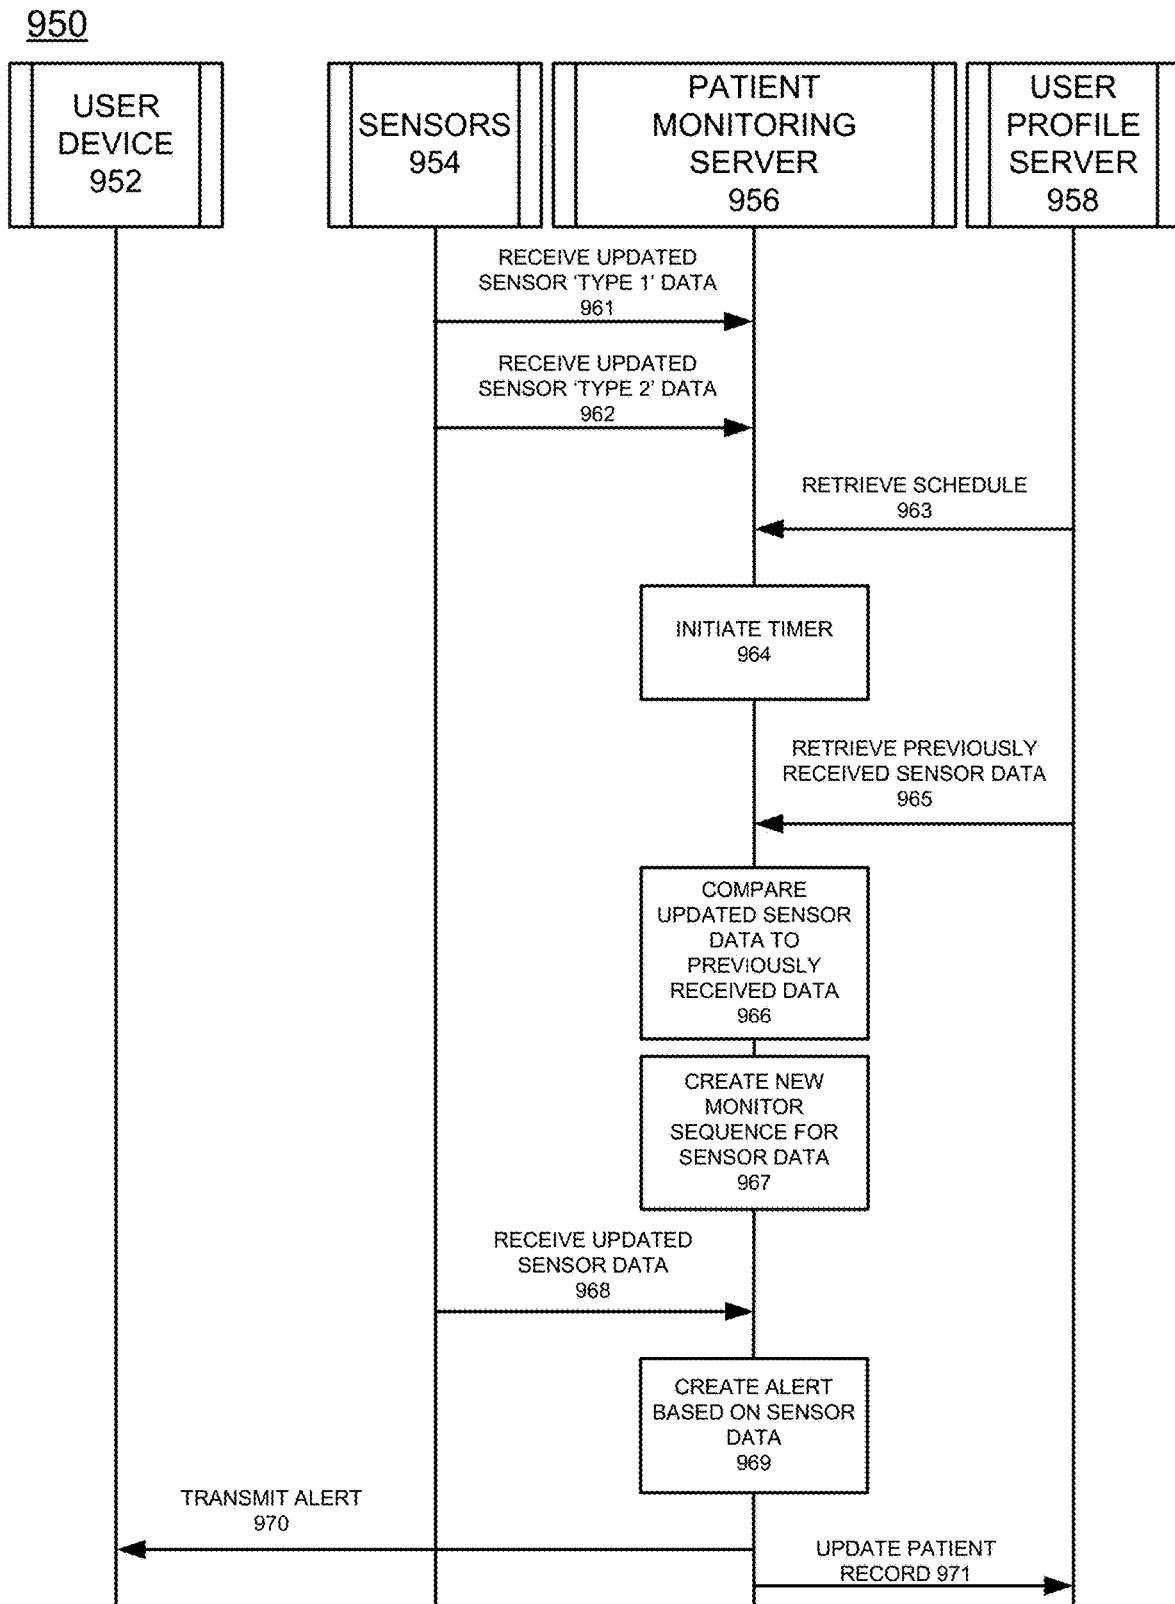 950
USER
DEVICE
952
SENSORS
954
PATIENT
MONITORING
SERVER
956
USER
PROFILE
SERVER
958
RECEIVE UPDATED
SENSOR 'TYPE 1' DATA
961
RECEIVE UPDATED
SENSOR 'TYPE 2' DATA
962
RETRIEVE SCHEDULE
963
INITIATE TIMER
964
RETRIEVE PREVIOUSLY
RECEIVED SENSOR DATA
965
COMPARE
UPDATED SENSOR
DATA TO
PREVIOUSLY
RECEIVED DATA
966
CREATE NEW
MONITOR
SEQUENCE FOR
SENSOR DATA
967
RECEIVE UPDATED
SENSOR DATA
968
CREATE ALERT
BASED ON SENSOR
DATA
969
TRANSMIT ALERT
970
UPDATE PATIENT
RECORD 971